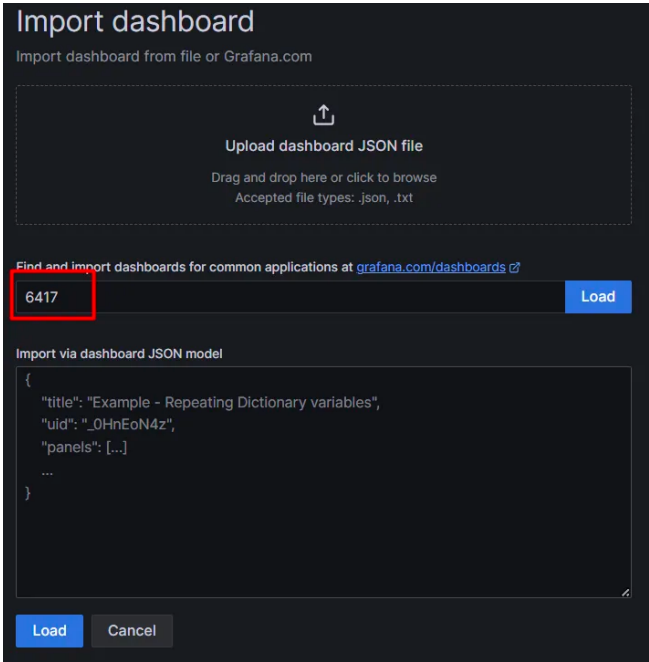 Import dashboard
Import dashboard from file or Grafana.com
Upload dashboard JSON file
Drag and drop here or click to browse
Accepted file types: .json, .txt
Find and import dashboards for common applications at grafana.com/dashboards
6417
Load
Import via dashboard JSON model
{
"title": "Example - Repeating Dictionary variables",
"uid": "_0HnEoN4z",
"panels": [...]
...
}
Load
Cancel